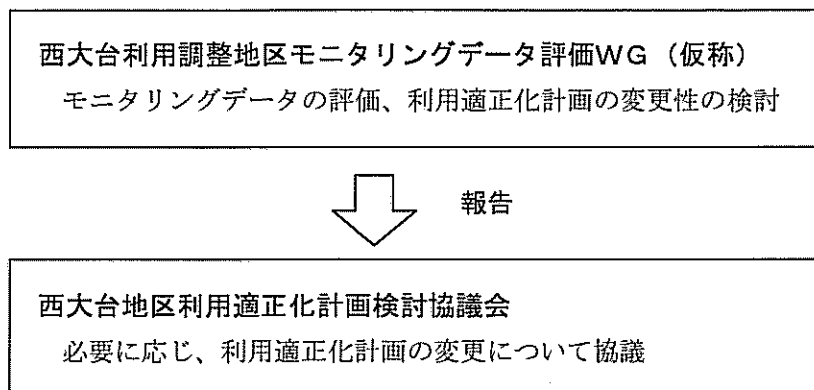 西大台利用調整地区モニタリングデータ評価WG（仮称）
モニタリングデータの評価、利用適正化計画の変更性の検討
報告
西大台地区利用適正化計画検討協議会
必要に応じ、利用適正化計画の変更について協議